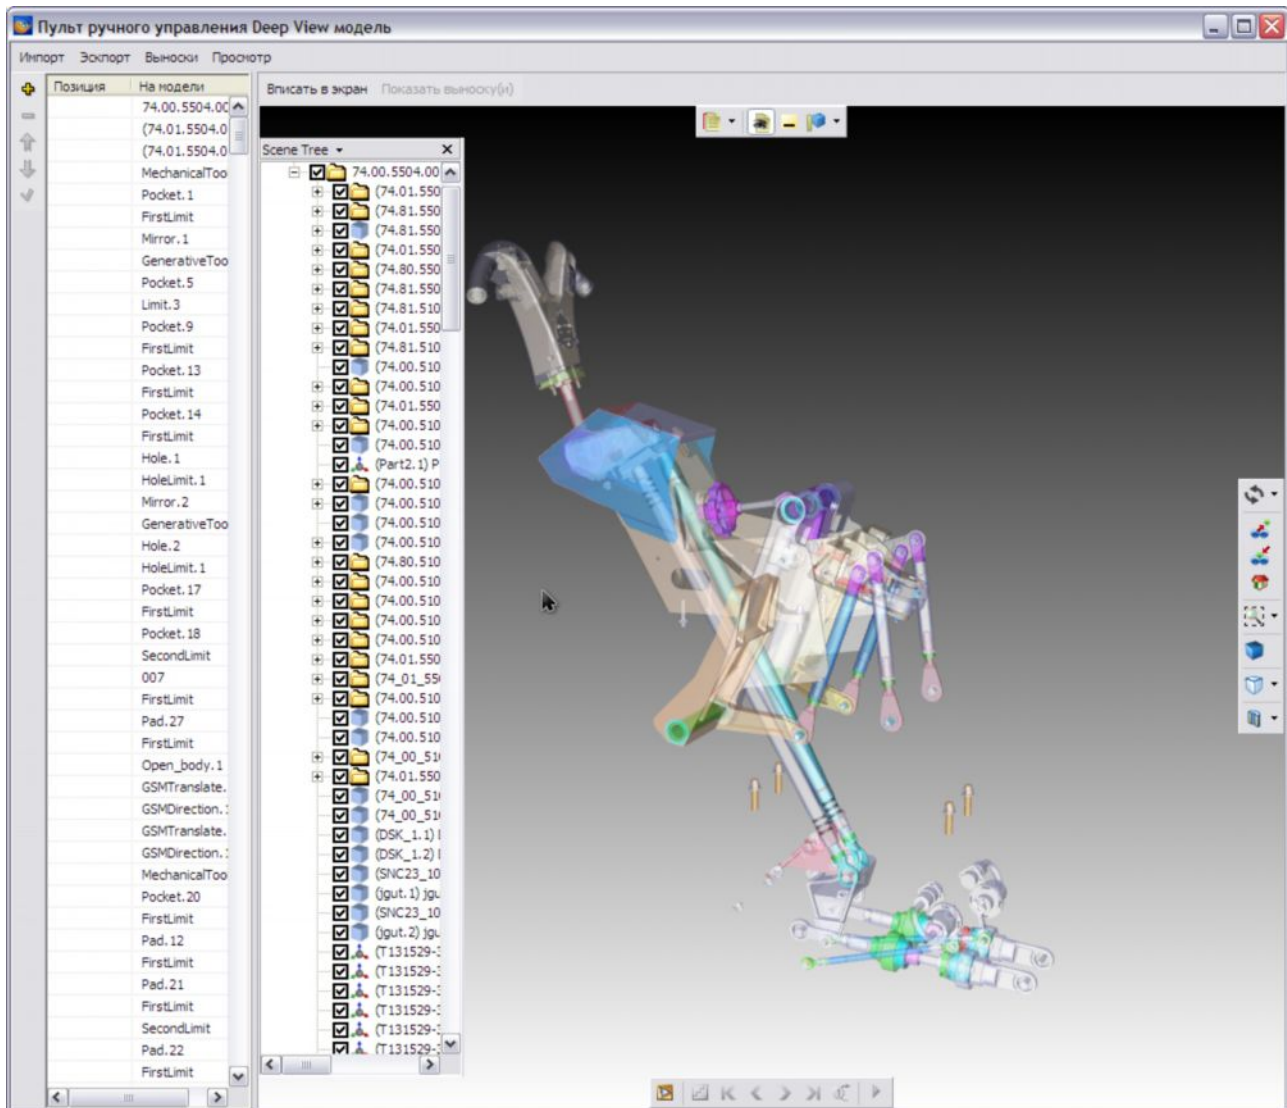 Пульт ручного управления Deep View модель
Импорт Эскпорт Выноски Просмотр
Позиция На модели
Вписать в экран Показать выноску(и)
74.00.5504.00
(74.01.5504.0
(74.01.5504.0
MechanicalToo
Pocket.1
FirstLimit
Mirror.1
GenerativeToo
Pocket.5
Limit.3
Pocket.9
FirstLimit
Pocket.13
FirstLimit
Pocket.14
FirstLimit
Hole.1
HoleLimit.1
Mirror.2
GenerativeToo
Hole.2
HoleLimit.1
Pocket.17
FirstLimit
Pocket.18
SecondLimit
007
FirstLimit
Pad.27
FirstLimit
Open_body.1
GSMTranslate.
GSMDirection.
GSMTranslate.
GSMDirection.
MechanicalToo
Pocket.20
FirstLimit
Pad.12
FirstLimit
Pad.21
FirstLimit
SecondLimit
Pad.22
FirstLimit
Scene Tree
74.00.5504.00
(74.01.550
(74.81.550
(74.81.550
(74.01.550
(74.80.550
(74.81.550
(74.81.510
(74.01.550
(74.81.510
(74.00.510
(74.00.510
(74.01.550
(74.00.510
(74.00.510
(Part2.1) P
(74.00.510
(74.00.510
(74.00.510
(74.00.510
(74.80.510
(74.00.510
(74.00.510
(74.00.510
(74.00.510
(74.01.550
(74_01_55
(74.00.510
(74.00.510
(74.00.510
(74_00_51
(74.01.550
(74_00_51
(74_00_51
(DSK_1.1)
(DSK_1.2)
(SNC23_10
(jgut.1) jgu
(SNC23_10
(jgut.2) jgu
(T131529-
(T131529-
(T131529-
(T131529-
(T131529-
(T131529-